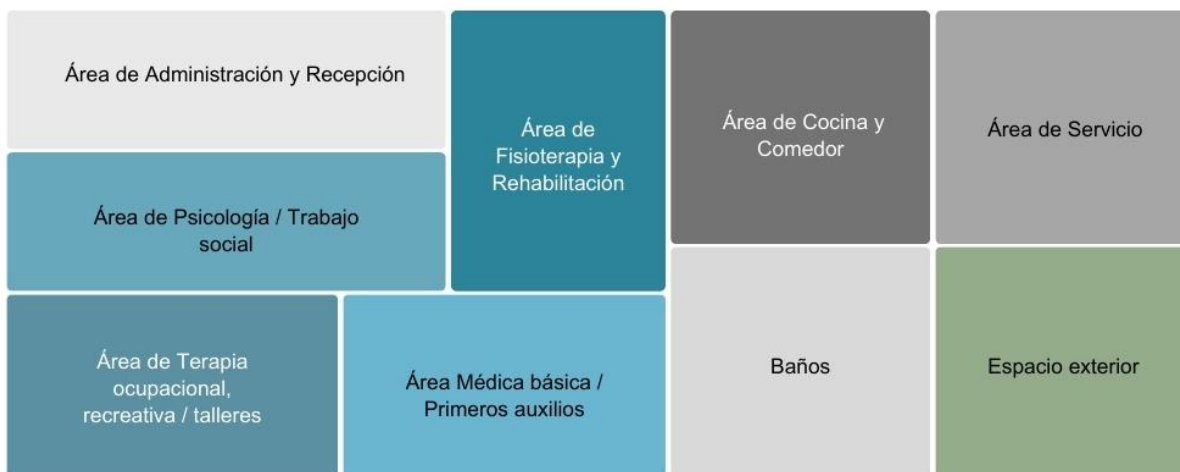 Área de Administración y Recepción
Área de Psicología / Trabajo
social
Área de Terapia
ocupacional,
recreativa / talleres
Área Médica básica /
Primeros auxilios
Área de
Fisioterapia y
Rehabilitación
Área de Cocina y
Comedor
Área de Servicio
Baños
Espacio exterior